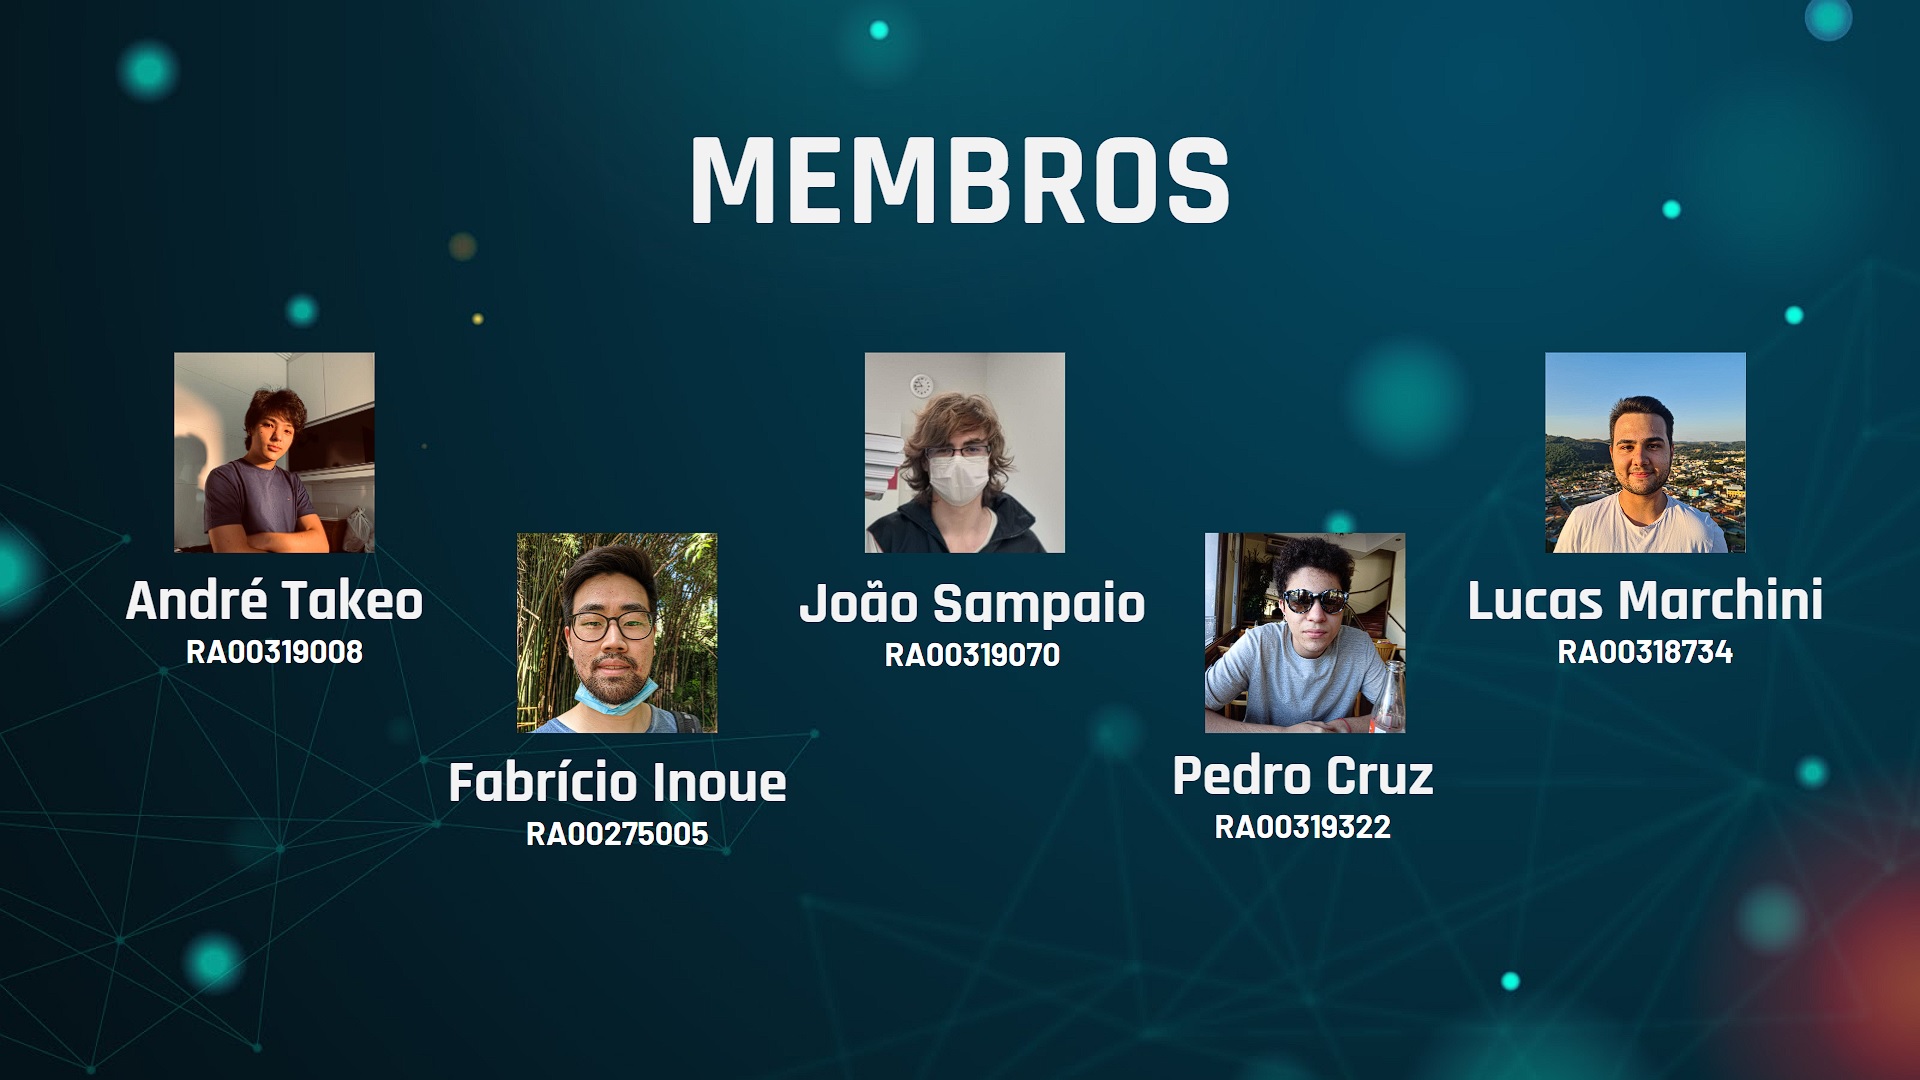 MEMBROS
André Takeo
RA00319008
Fabrício Inoue
RA00275005
João Sampaio
RA00319070
Pedro Cruz
RA00319322
Lucas Marchini
RA00318734